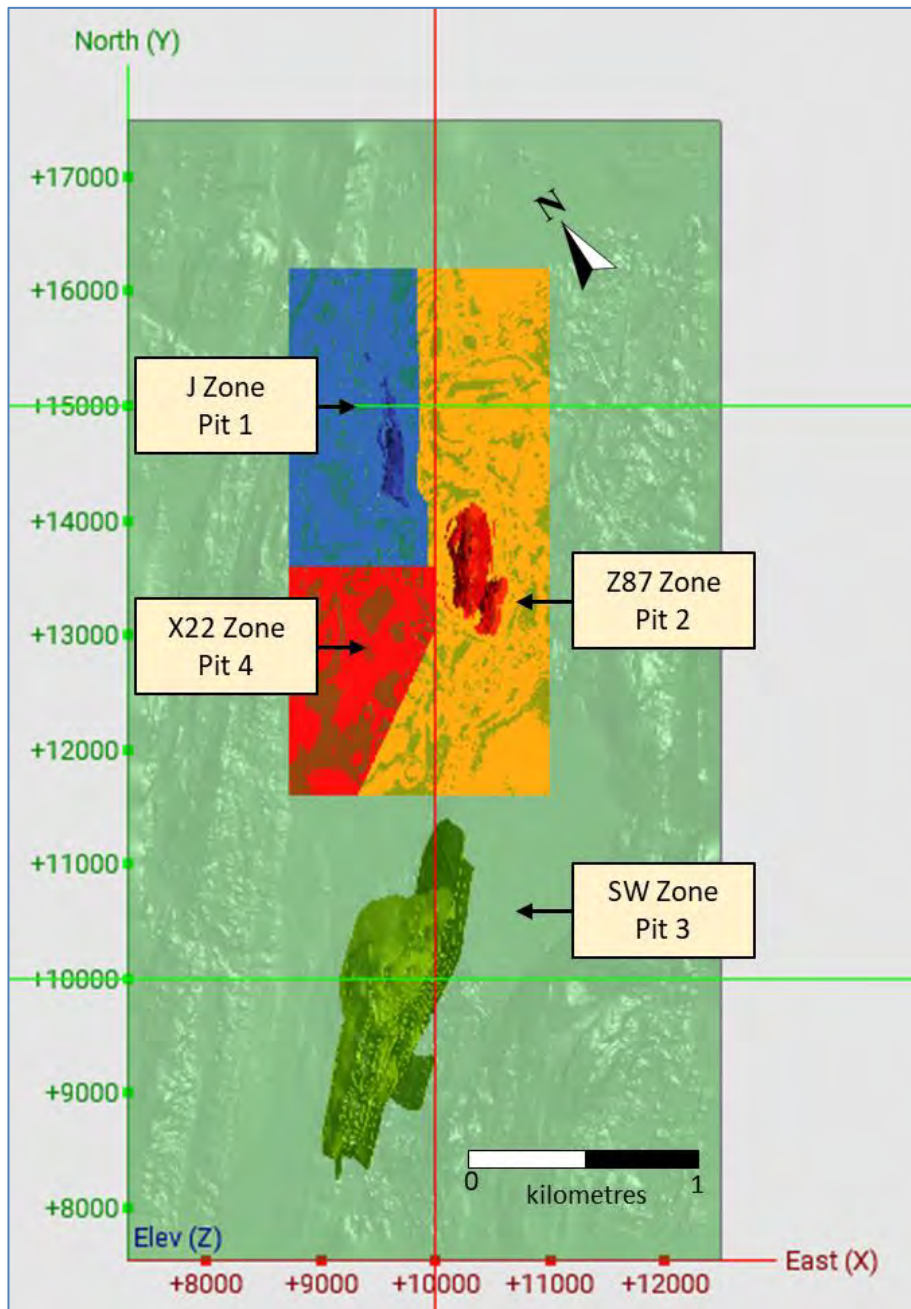 North (Y)
+17000
N
+16000
J Zone
Pit 1
+15000
+14000
Z87 Zone
Pit 2
X22 Zone
Pit 4
+13000
+12000
+11000
SW Zone
Pit 3
+10000
+9000
0
kilometres
1
+8000
Elev (Z)
East (X)
+8000
+9000
+10000
+11000
+12000